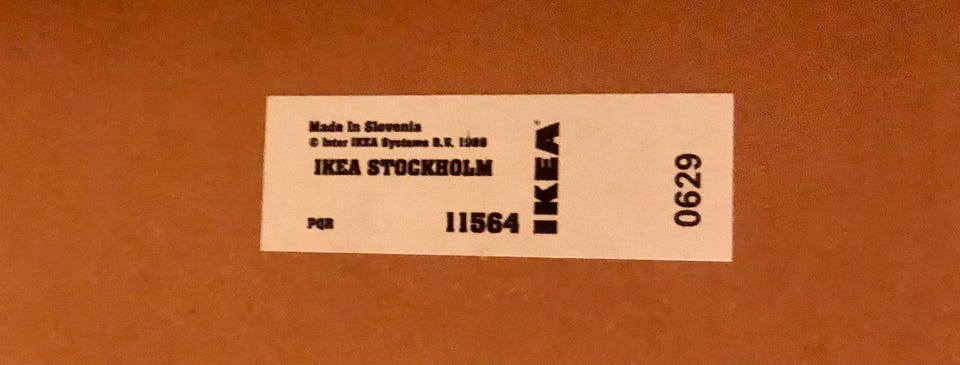 Made In Slovenia
© Inter IKEA Systems B.V. 1998
IKEA STOCKHOLM
PQR
11564
IKEA
0629